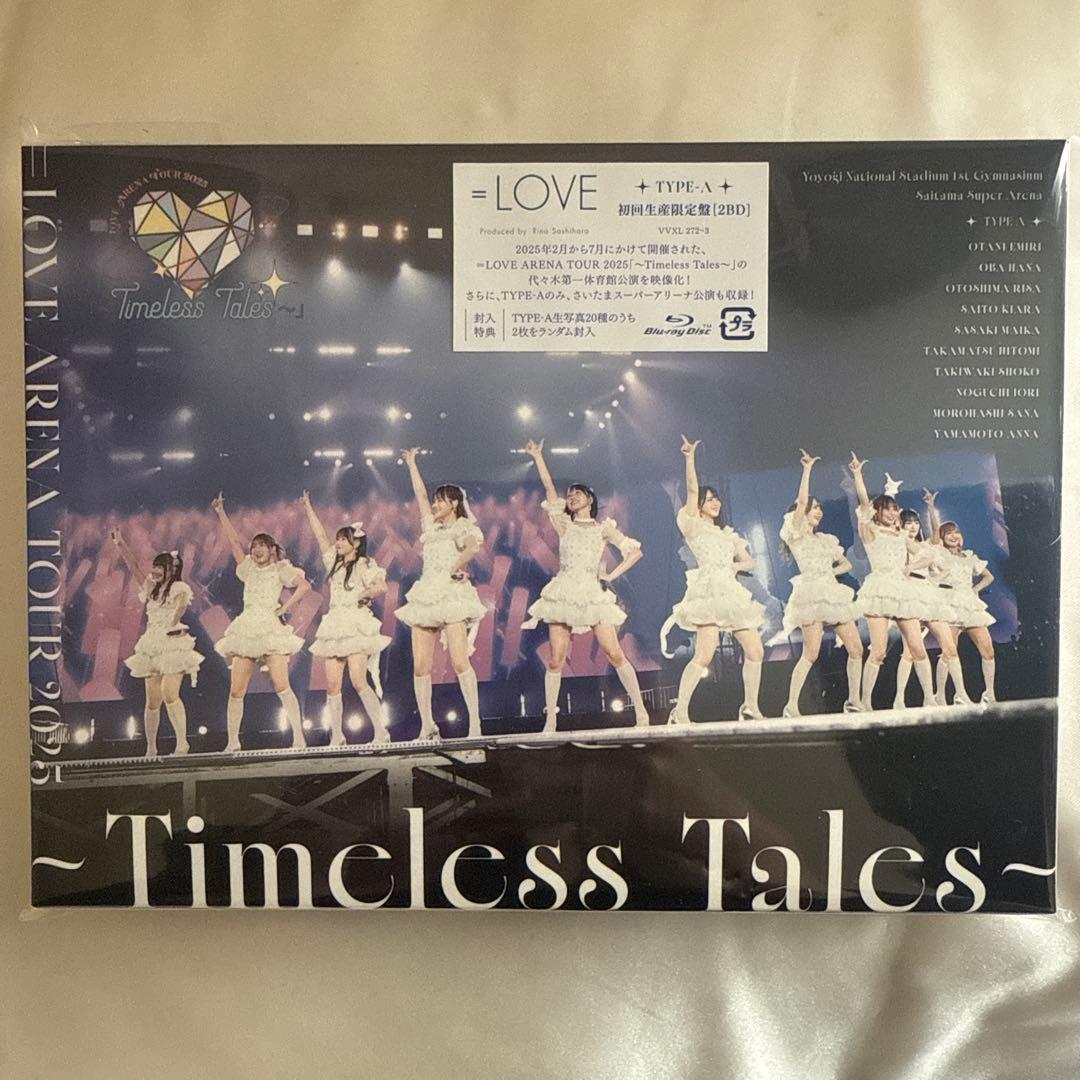 =LOVE ARENA TOUR 2025
LOVE ARENA TOUR 2025
Timeless Tales～」
=LOVE
Produced by Rino Sashihara
TYPE-A
初回生産限定盤[2BD]
VVXL 272~3
2025年2月から7月にかけて開催された、
=LOVE ARENA TOUR 2025「～Timeless Tales～」の
代々木第一体育館公演を映像化!
さらに、TYPE-Aのみ、さいたまスーパーアリーナ公演も収録!
封入
特典
TYPE-A生写真20種のうち
2枚をランダム封入
Blu-ray Disc™
プラ
Yoyogi National Stadium 1st Gymnasium
Saitama Super Arena
TYPE-A
OTANI EMIRI
OBA HANA
OTOSHIMA RISA
SAITO KIARA
SASAKI MAIKA
TAKAMATSU HITOMI
TAKIWAKI SHOKO
NOGUCHI IORI
MOROHASHI SANA
YAMAMOTO ANNA
~Timeless Tales~